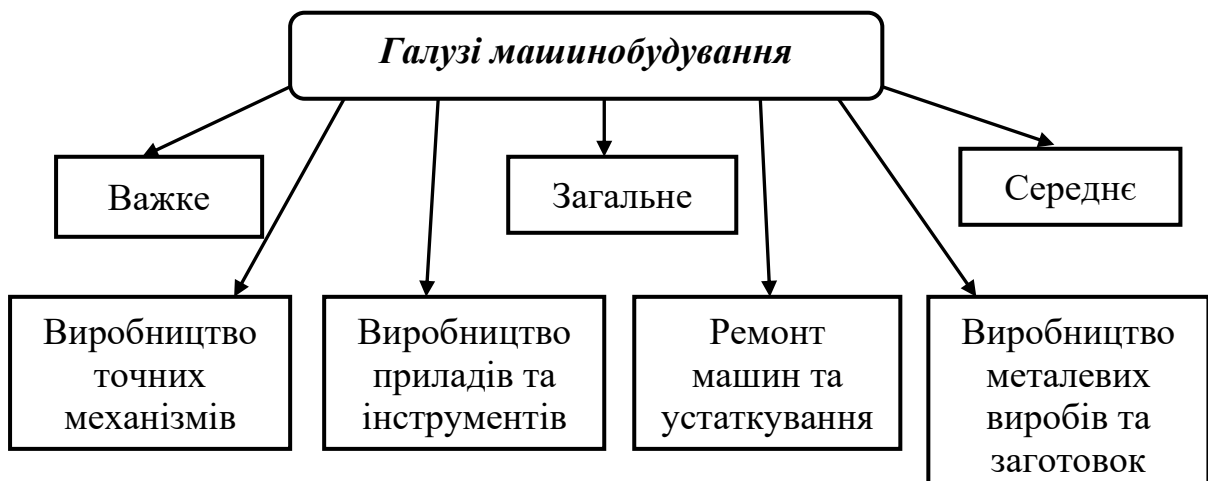 Галузі машинобудування
Важке
Загальне
Середнє
Виробництво
точних
механізмів
Виробництво
приладів та
інструментів
Ремонт
машин та
устаткування
Виробництво
металевих
виробів та
заготовок